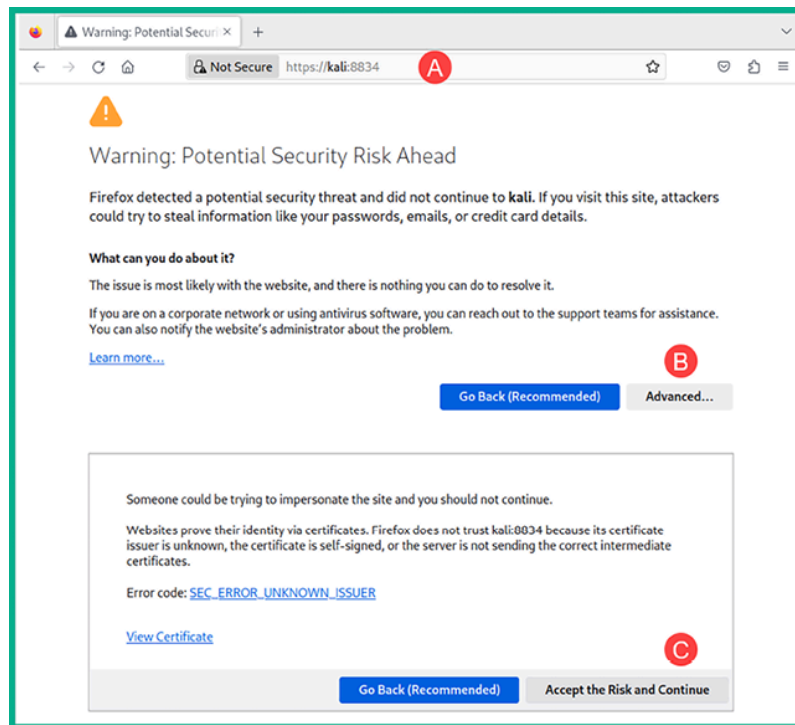 Warning: Potential Securi
Not Secure https://kali:8834 A
Warning: Potential Security Risk Ahead
Firefox detected a potential security threat and did not continue to kali. If you visit this site, attackers
could try to steal information like your passwords, emails, or credit card details.
What can you do about it?
The issue is most likely with the website, and there is nothing you can do to resolve it.
If you are on a corporate network or using antivirus software, you can reach out to the support teams for assistance.
You can also notify the website's administrator about the problem.
Learn more...
B
Go Back (Recommended) Advanced...
Someone could be trying to impersonate the site and you should not continue.
Websites prove their identity via certificates. Firefox does not trust kali:8834 because its certificate
issuer is unknown, the certificate is self-signed, or the server is not sending the correct intermediate
certificates.
Error code: SEC_ERROR_UNKNOWN_ISSUER
View Certificate
C
Go Back (Recommended) Accept the Risk and Continue